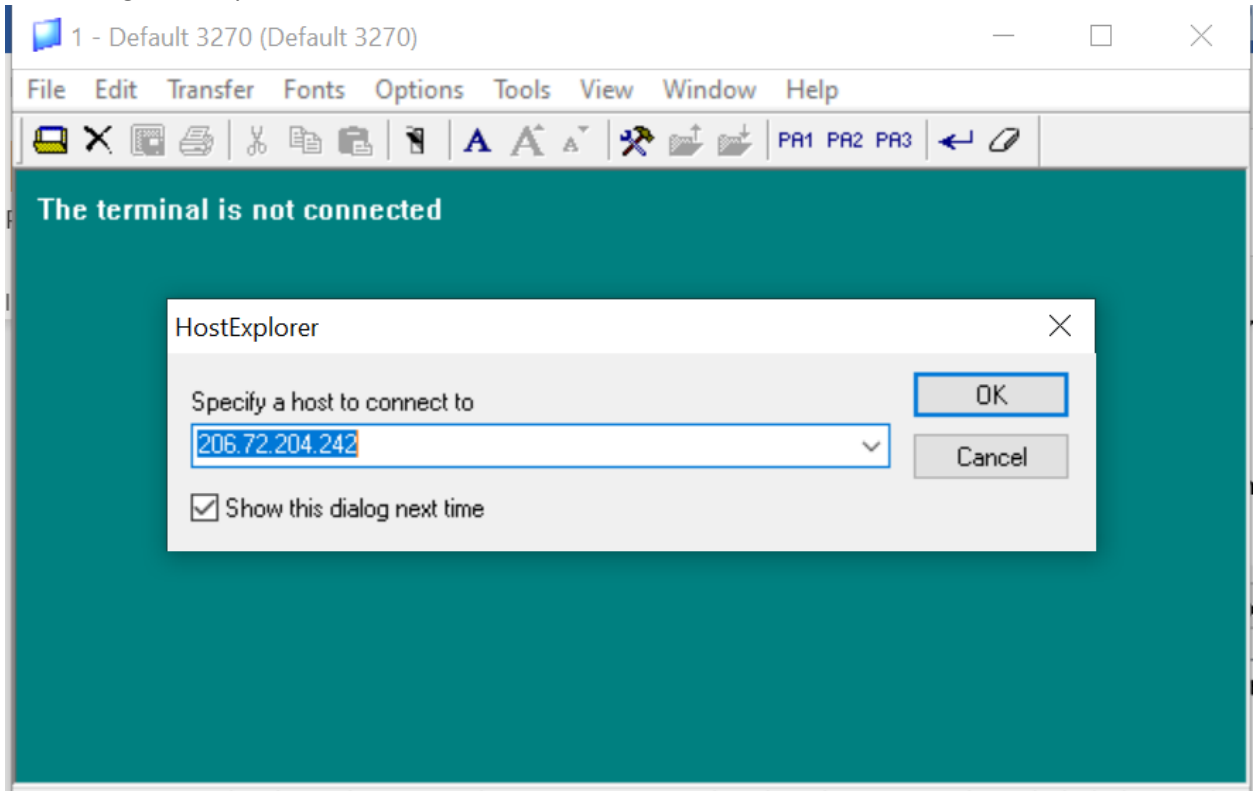 1 - Default 3270 (Default 3270)
File Edit Transfer Fonts Options Tools View Window Help
A A A PA1 PA2 PA3
The terminal is not connected
HostExplorer
Specify a host to connect to
OK
206.72.204.242
Cancel
Show this dialog next time